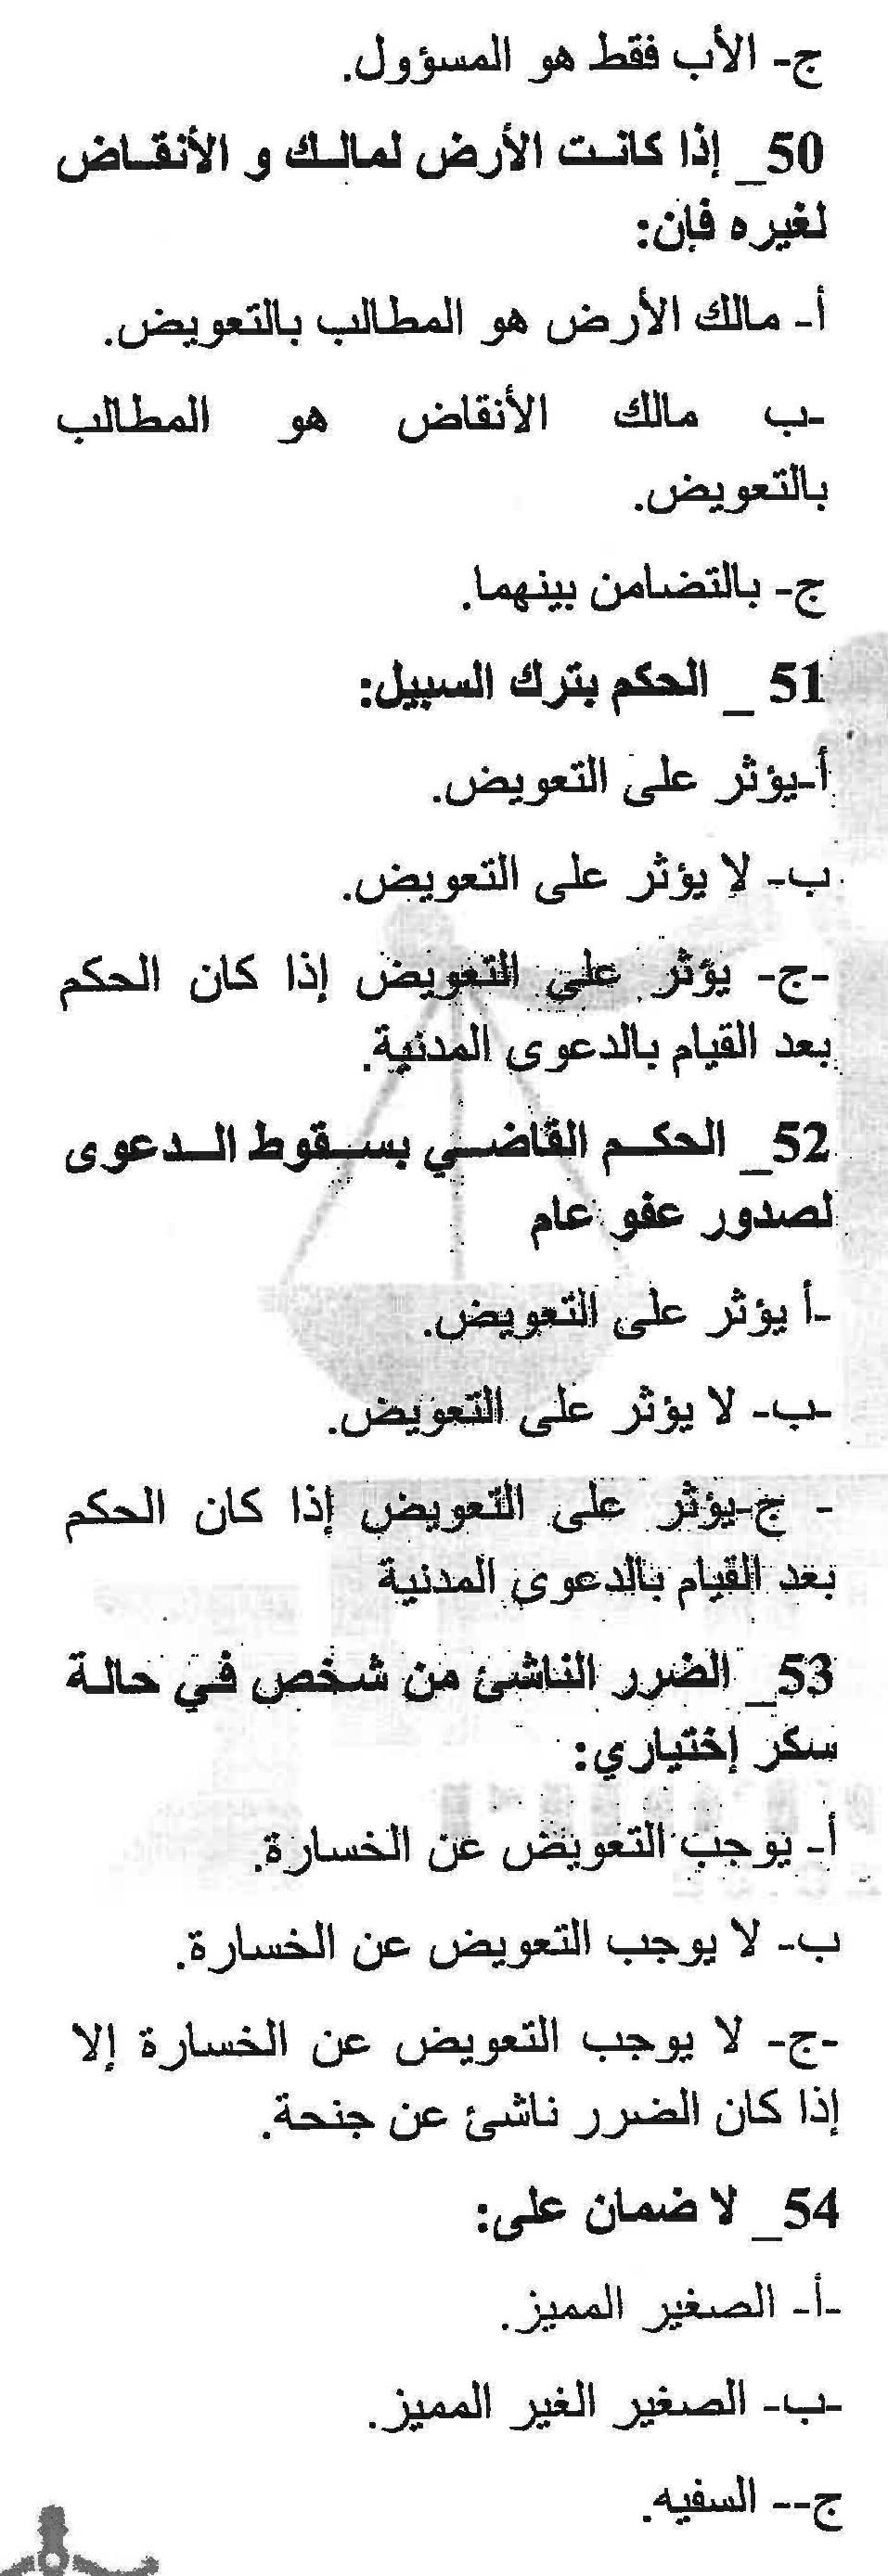 ج- الأب فقط هو المسؤول.
50_ إذا كانت الأرض لمالك و الأنقاض
لغيره فإن:
أ- مالك الأرض هو المطالب بالتعويض.
-ب مالك الأنقاض هو المطالب
بالتعويض.
ج- بالتضامن بينهما.
51 _ الحكم بترك السبيل:
أ-يؤثر على التعويض.
ب- لا يؤثر على التعويض.
-ج- يؤثر على التعويض إذا كان الحكم
بعد القيام بالدعوى المدنية.
52_ الحكم القاضي بسقوط الدعوى
لصدور عفو عام
-أ يؤثر على التعويض.
-ب- لا يؤثر على التعويض.
- ج-يؤثر على التعويض إذا كان الحكم
بعد القيام بالدعوى المدنية
53_ الضرر الناشئ من شخص في حالة
سكر إختياري:
أ- يوجب التعويض عن الخسارة.
ب- لا يوجب التعويض عن الخسارة.
-ج- لا يوجب التعويض عن الخسارة إلا
إذا كان الضرر ناشئ عن جنحة.
54_ لا ضمان على:
-أ- الصغير المميز.
-ب- الصغير الغير المميز.
ج-- السفيه.